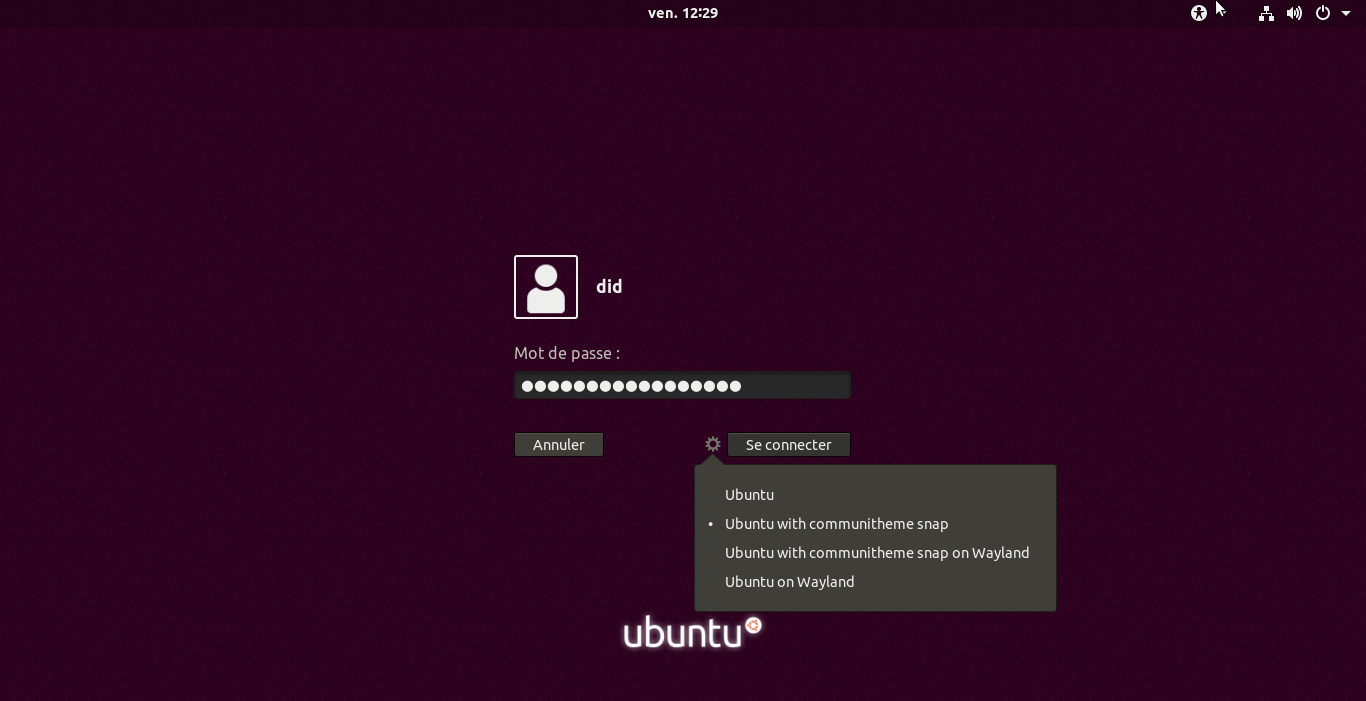 ven. 12:29
did
Mot de passe :
Annuler
Se connecter
Ubuntu
• Ubuntu with communitheme snap
Ubuntu with communitheme snap on Wayland
Ubuntu on Wayland
ubuntu